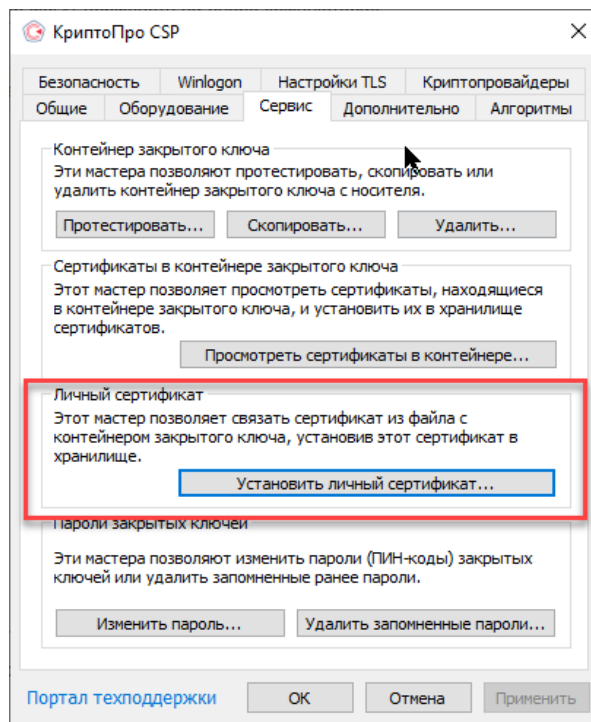 КриптоПро CSP
Безопасность Winlogon Настройки TLS Криптопровайдеры
Общие Оборудование Сервис Дополнительно Алгоритмы
Контейнер закрытого ключа
Эти мастера позволяют протестировать, скопировать или
удалить контейнер закрытого ключа с носителя.
Протестировать... Скопировать... Удалить...
Сертификаты в контейнере закрытого ключа
Этот мастер позволяет просмотреть сертификаты, находящиеся
в контейнере закрытого ключа, и установить их в хранилище
сертификатов.
Просмотреть сертификаты в контейнере...
Личный сертификат
Этот мастер позволяет связать сертификат из файла с
контейнером закрытого ключа, установив этот сертификат в
хранилище.
Установить личный сертификат...
Пароли закрытых ключей
Эти мастера позволяют изменить пароли (ПИН-коды) закрытых
ключей или удалить запомненные ранее пароли.
Изменить пароль... Удалить запомненные пароли...
Портал техподдержки ОК Отмена Применить